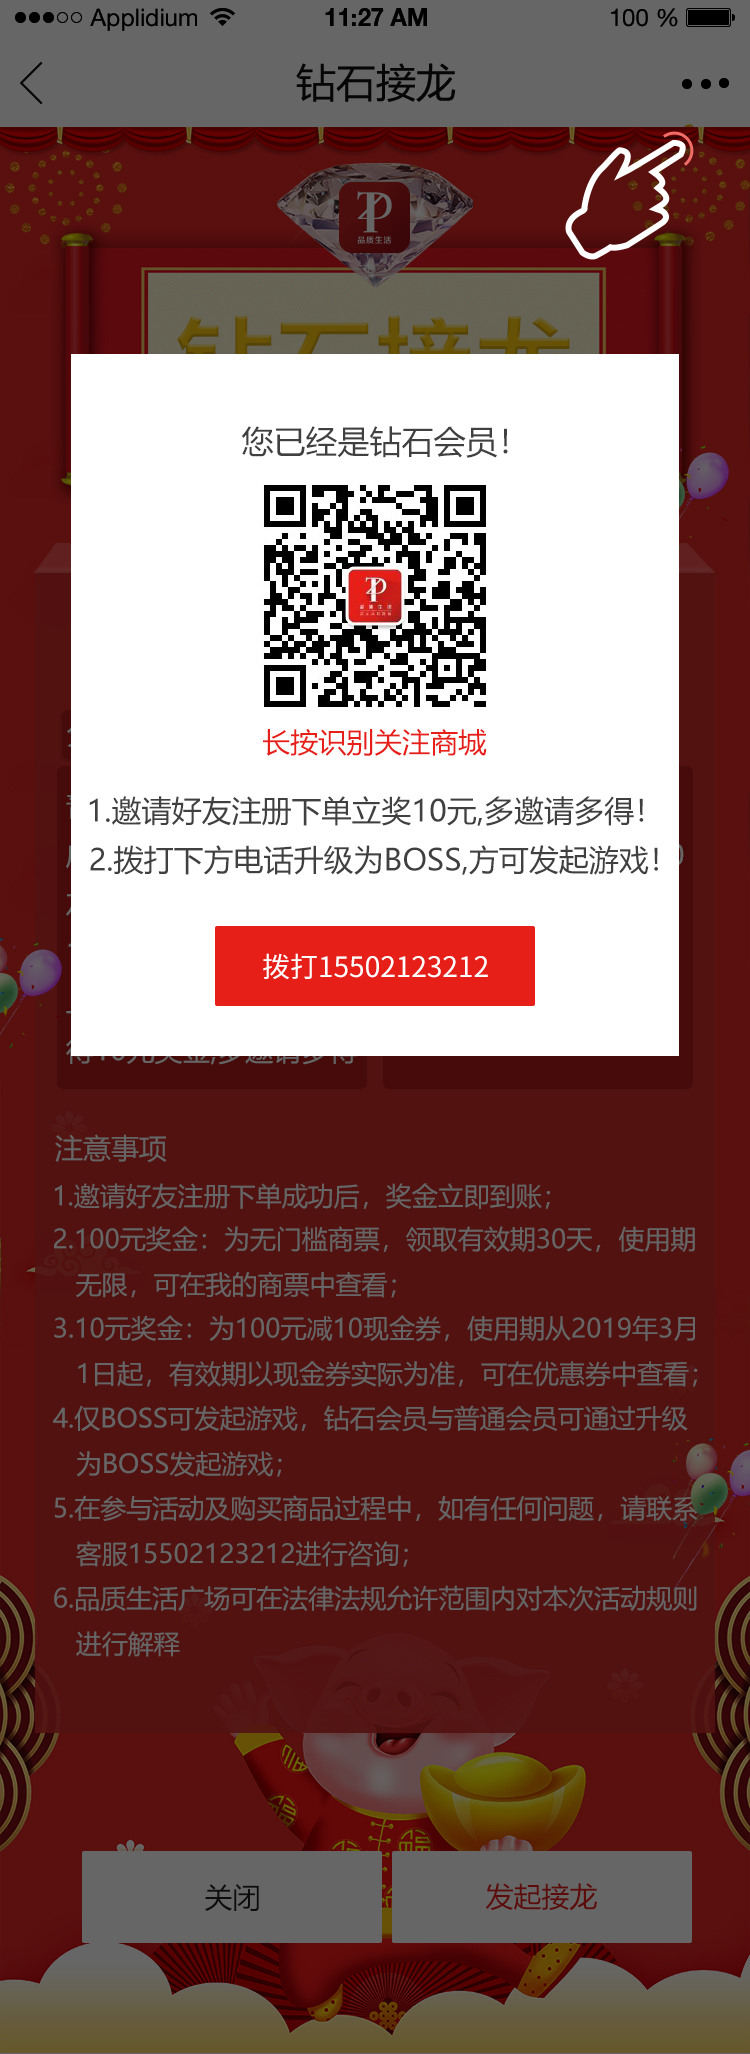 Applidium 11:27 AM 100 %
钻石接龙
品质生活
钻石接龙
您已经是钻石会员！
长按识别关注商城
1.邀请好友注册下单立奖10元,多邀请多得！
2.拨打下方电话升级为BOSS,方可发起游戏！
拨打15502123212
得10元奖金,多邀请多得
注意事项
1.邀请好友注册下单成功后，奖金立即到账；
2.100元奖金：为无门槛商票，领取有效期30天，使用期
无限，可在我的商票中查看；
3.10元奖金：为100元减10现金券，使用期从2019年3月
1日起，有效期以现金券实际为准，可在优惠券中查看；
4.仅BOSS可发起游戏，钻石会员与普通会员可通过升级
为BOSS发起游戏；
5.在参与活动及购买商品过程中，如有任何问题，请联系
客服15502123212进行咨询；
6.品质生活广场可在法律法规允许范围内对本次活动规则
进行解释
关闭
发起接龙